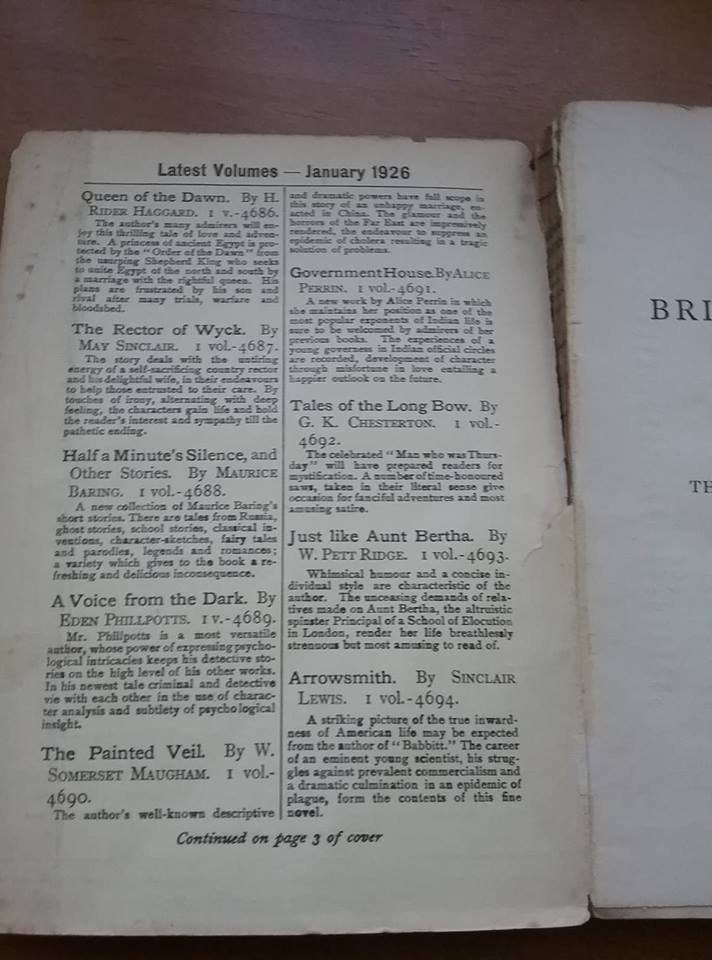 Latest Volumes — January 1926
Queen of the Dawn. By H.
RIDER HAGGARD. 1 v.-4686.
The author's many admirers will en-
joy this thrilling tale of love and adven-
ture. A princess of ancient Egypt is pro-
tected by the "Order of the Dawn" from
the usurping Shepherd King who seeks
to unite Egypt of the north and south by
a marriage with the rightful queen. His
plans are frustrated by his son and
rival after many trials, warfare and
bloodshed.
The Rector of Wyck. By
MAY SINCLAIR. 1 vol.-4687.
The story deals with the untiring
energy of a self-sacrificing country rector
and his delightful wife, in their endeavours
to help those entrusted to their care. By
touches of irony, alternating with deep
feeling, the characters gain life and hold
the reader's interest and sympathy till the
pathetic ending.
Half a Minute's Silence, and
Other Stories. By MAURICE
BARING. 1 vol.-4688.
A new collection of Maurice Baring's
short stories. There are tales from Russia,
ghost stories, school stories, classical in-
ventions, character-sketches, fairy tales
and parodies, legends and romances;
a variety which gives to the book a re-
freshing and delicious inconsequence.
A Voice from the Dark. By
EDEN PHILLPOTTS. 1 v.-4689.
Mr. Phillpotts is a most versatile
author, whose power of expressing psycho-
logical intricacies keeps his detective sto-
ries on the high level of his other works.
In his newest tale criminal and detective
vie with each other in the use of charac-
ter analysis and subtlety of psychological
insight.
The Painted Veil. By W.
SOMERSET MAUGHAM. 1 vol.-
4690.
The author's well-known descriptive
and dramatic powers have full scope in
this story of an unhappy marriage, en-
acted in China. The glamour and the
horrors of the Far East are impressively
rendered, the endeavour to suppress an
epidemic of cholera resulting in a tragic
solution of problems.
Government House. By ALICE
PERRIN. 1 vol.-4691.
A new work by Alice Perrin in which
she maintains her position as one of the
most popular exponents of Indian life is
sure to be welcomed by admirers of her
previous books. The experiences of a
young governess in Indian official circles
are recorded, development of character
through misfortune in love entailing a
happier outlook on the future.
Tales of the Long Bow. By
G. K. CHESTERTON. 1 vol.-
4692.
The celebrated "Man who was Thurs-
day" will have prepared readers for
mystification. A number of time-honoured
saws, taken in their literal sense give
occasion for fanciful adventures and most
amusing satire.
Just like Aunt Bertha. By
W. PETT RIDGE. 1 vol.-4693.
Whimsical humour and a concise in-
dividual style are characteristic of the
author. The unceasing demands of rela-
tives made on Aunt Bertha, the altruistic
spinster Principal of a School of Elocution
in London, render her life breathlessly
strenuous but most amusing to read of.
Arrowsmith. By SINCLAIR
LEWIS. 1 vol.-4694.
A striking picture of the true inward-
ness of American life may be expected
from the author of "Babbitt." The career
of an eminent young scientist, his strug-
gles against prevalent commercialism and
a dramatic culmination in an epidemic of
plague, form the contents of this fine
novel.
Continued on page 3 of cover
BRI
TH